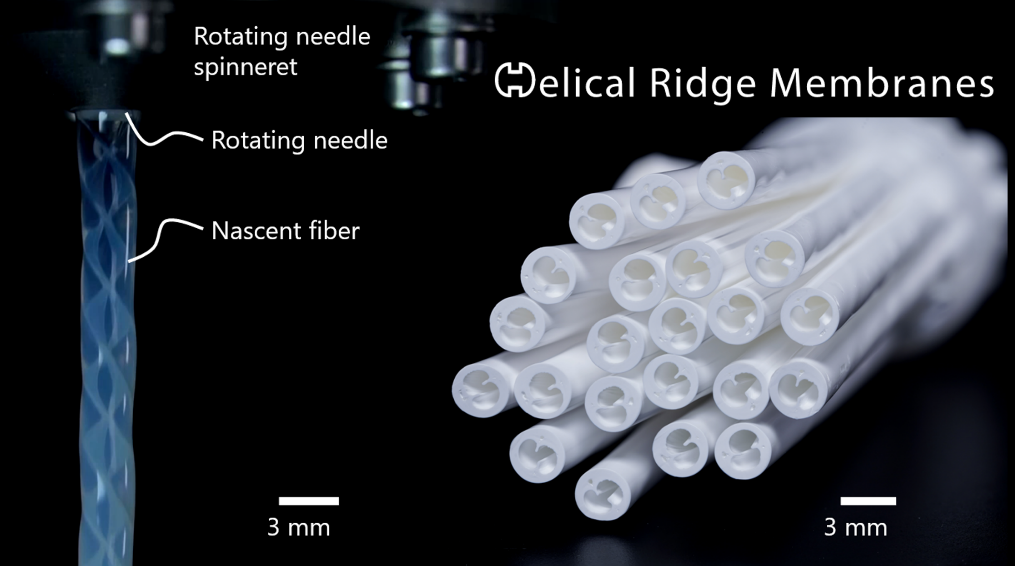 Rotating needle
spinneret
Helical Ridge Membranes
Rotating needle
Nascent fiber
3 mm
3 mm